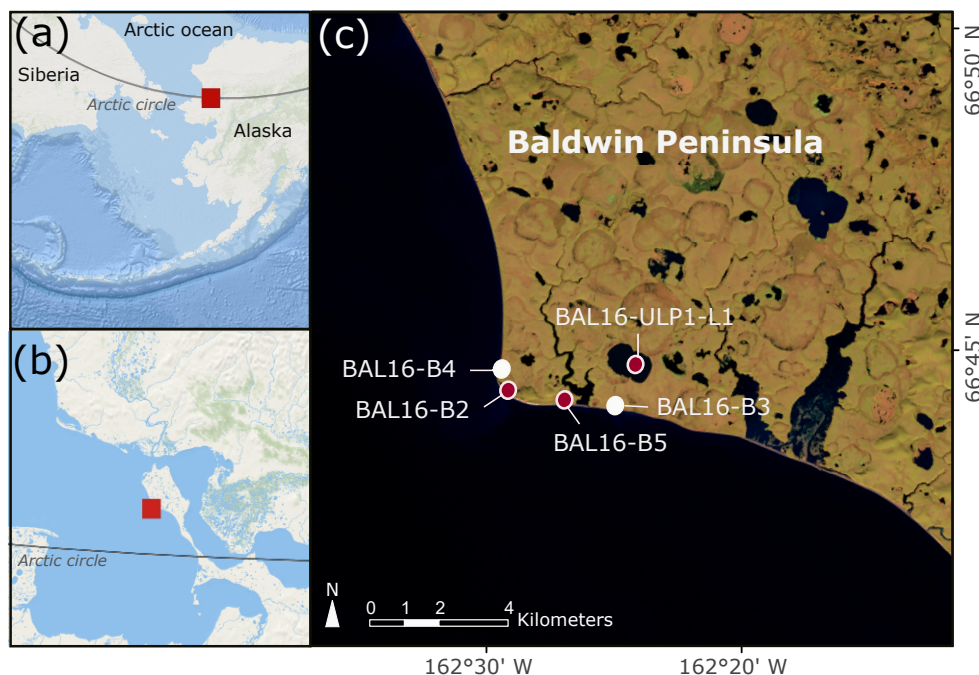 (a)
Arctic ocean
Siberia
Arctic circle
Alaska
(b)
Arctic circle
(c)
Baldwin Peninsula
BAL16-ULP1-L1
BAL16-B4
BAL16-B2
BAL16-B3
BAL16-B5
N
0 1 2 4 Kilometers
66°50' N
66°45' N
162°30' W
162°20' W